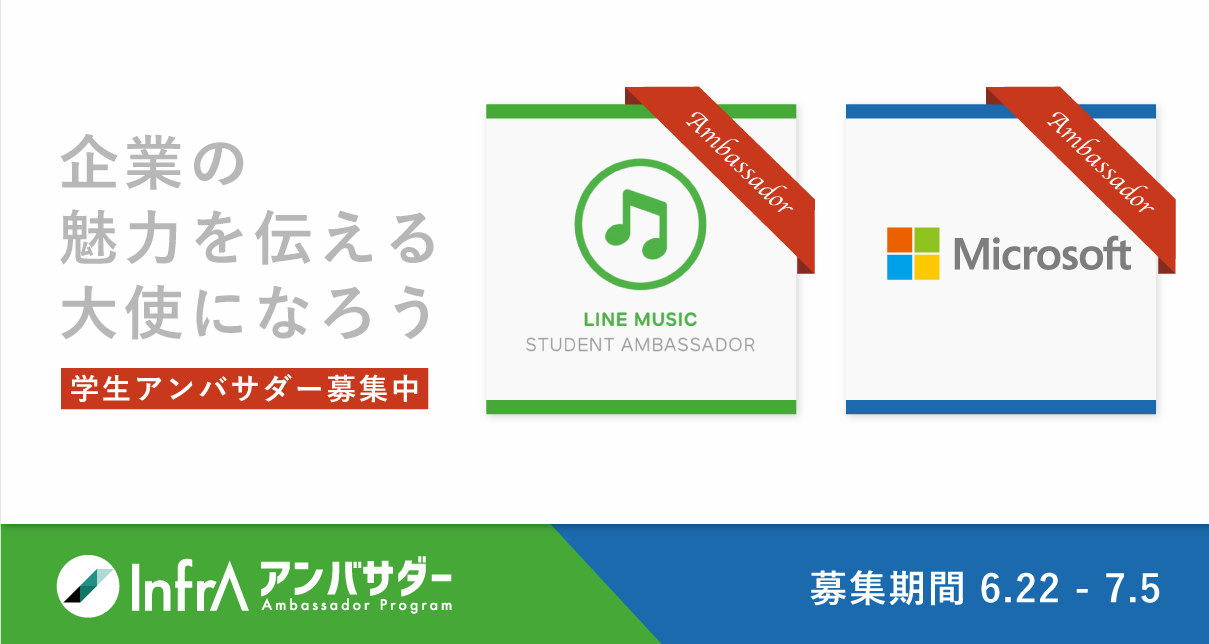 企業の
魅力を伝える
大使になろう
学生アンバサダー募集中
Ambassador
LINE MUSIC
STUDENT AMBASSADOR
Ambassador
Microsoft
InfrA アンバサダー
Ambassador Program
募集期間 6.22 - 7.5